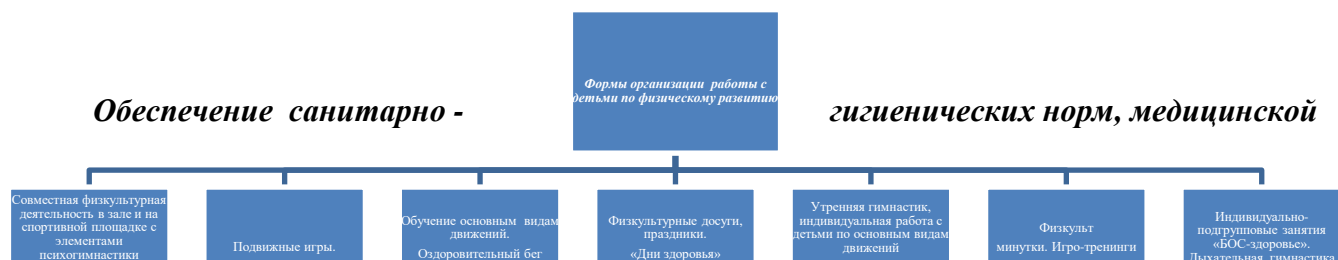 Формы организации работы с
детьми по физическому развитию
Обеспечение санитарно -
гигиенических норм, медицинской
Совместная физкультурная
деятельность в зале и на
спортивной площадке с
элементами
психогимнастики
Подвижные игры.
Обучение основным видам
движений.
Оздоровительный бег
Физкультурные досуги,
праздники.
«Дни здоровья»
Утренняя гимнастик,
индивидуальная работа с
детьми по основным видам
движений
Физкульт
минутки. Игро-тренинги
Индивидуально-
подгрупповые занятия
«БОС-здоровье».
Дыхательная гимнастика